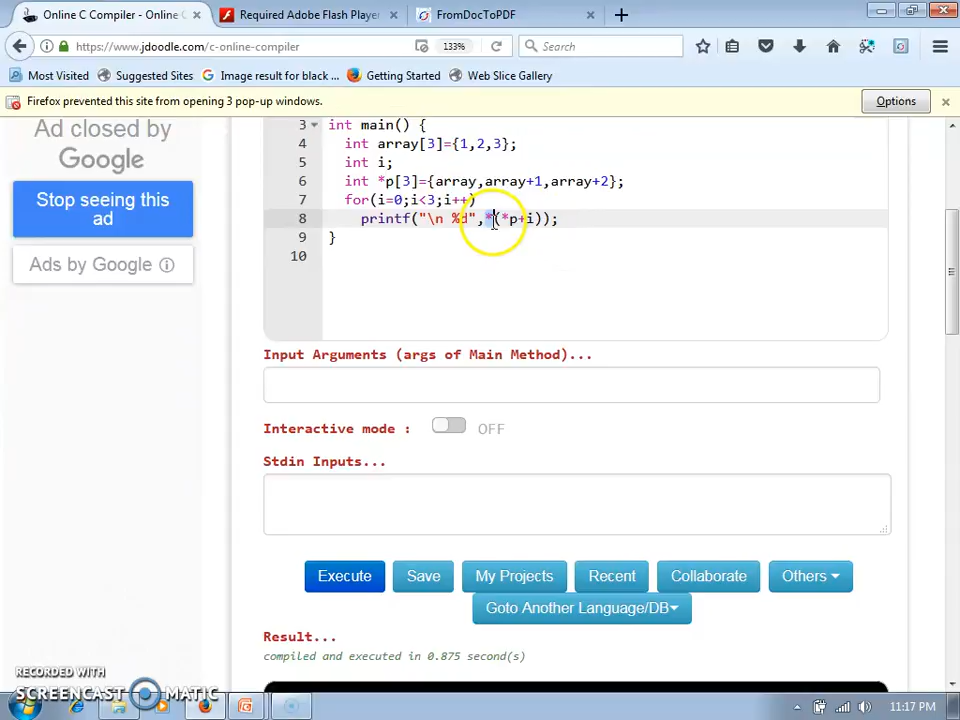 Online C Compiler - Online C
Required Adobe Flash Player
FromDocToPDF
https://www.jdoodle.com/c-online-compiler
133%
Search
Most Visited
Suggested Sites
Image result for black ...
Getting Started
Web Slice Gallery
Firefox prevented this site from opening 3 pop-up windows.
Options
Ad closed by
Google
Stop seeing this
ad
Ads by Google
3 int main() {
4 int array[3]={1,2,3};
5 int i;
6 int *p[3]={array,array+1,array+2};
7 for(i=0;i<3;i++)
8 printf("\n %d",*(*p+i));
9 }
10
Input Arguments (args of Main Method)...
Interactive mode : OFF
Stdin Inputs...
Execute
Save
My Projects
Recent
Collaborate
Others
Goto Another Language/DB
Result...
compiled and executed in 0.875 second(s)
RECORDED WITH
SCREENCAST MATIC
11:17 PM